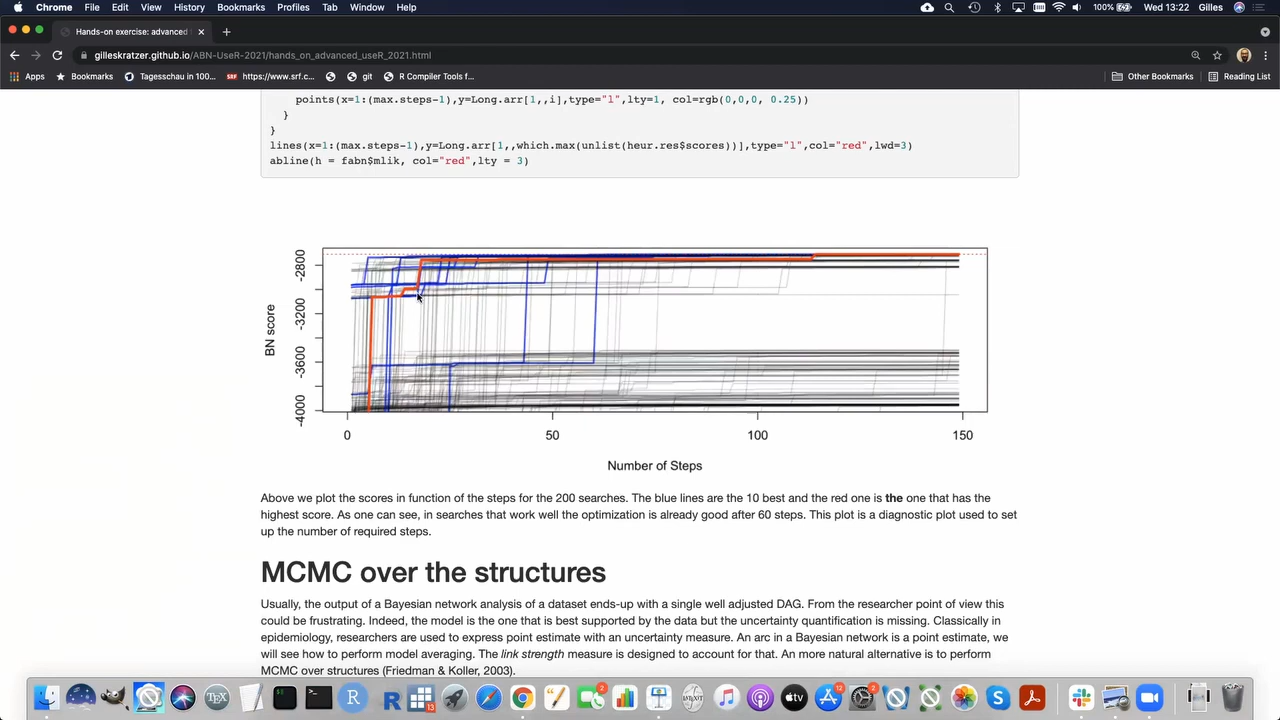 Chrome File Edit View History Bookmarks Profiles Tab Window Help 100% Wed 13:22 Gilles
Hands-on exercise: advanced
gilleskratzer.github.io/ABN-UseR-2021/hands_on_advanced_useR_2021.html
Apps Bookmarks Tagesschau in 100... SRF https://www.srf.c... git R Compiler Tools f... Other Bookmarks Reading List
points(x=1:(max.steps-1),y=Long.arr[1,,i],type="l",lty=1, col=rgb(0,0,0, 0.25))
}
}
lines(x=1:(max.steps-1),y=Long.arr[1,,which.max(unlist(heur.res$scores))],type="l",col="red",lwd=3)
abline(h = fabn$mlik, col="red",lty = 3)
BN score
-2800
-3200
-3600
-4000
0 50 100 150
Number of Steps
Above we plot the scores in function of the steps for the 200 searches. The blue lines are the 10 best and the red one is the one that has the
highest score. As one can see, in searches that work well the optimization is already good after 60 steps. This plot is a diagnostic plot used to set
up the number of required steps.
MCMC over the structures
Usually, the output of a Bayesian network analysis of a dataset ends-up with a single well adjusted DAG. From the researcher point of view this
could be frustrating. Indeed, the model is the one that is best supported by the data but the uncertainty quantification is missing. Classically in
epidemiology, researchers are used to express point estimate with an uncertainty measure. An arc in a Bayesian network is a point estimate, we
will see how to perform model averaging. The link strength measure is designed to account for that. An more natural alternative is to perform
MCMC over structures (Friedman & Koller, 2003).